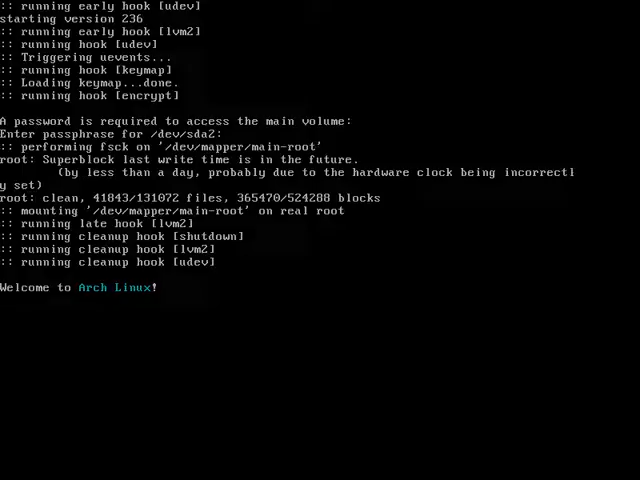 :: running early hook [udev]
starting version 236
:: running early hook [lvm2]
:: running hook [udev]
:: Triggering uevents...
:: running hook [keymap]
:: Loading keymap...done.
:: running hook [encrypt]
A password is required to access the main volume:
Enter passphrase for /dev/sda2:
:: performing fsck on '/dev/mapper/main-root'
root: Superblock last write time is in the future.
(by less than a day, probably due to the hardware clock being incorrectl
y set)
root: clean, 41843/131072 files, 365470/524288 blocks
:: mounting '/dev/mapper/main-root' on real root
:: running late hook [lvm2]
:: running cleanup hook [shutdown]
:: running cleanup hook [lvm2]
:: running cleanup hook [udev]
Welcome to Arch Linux!